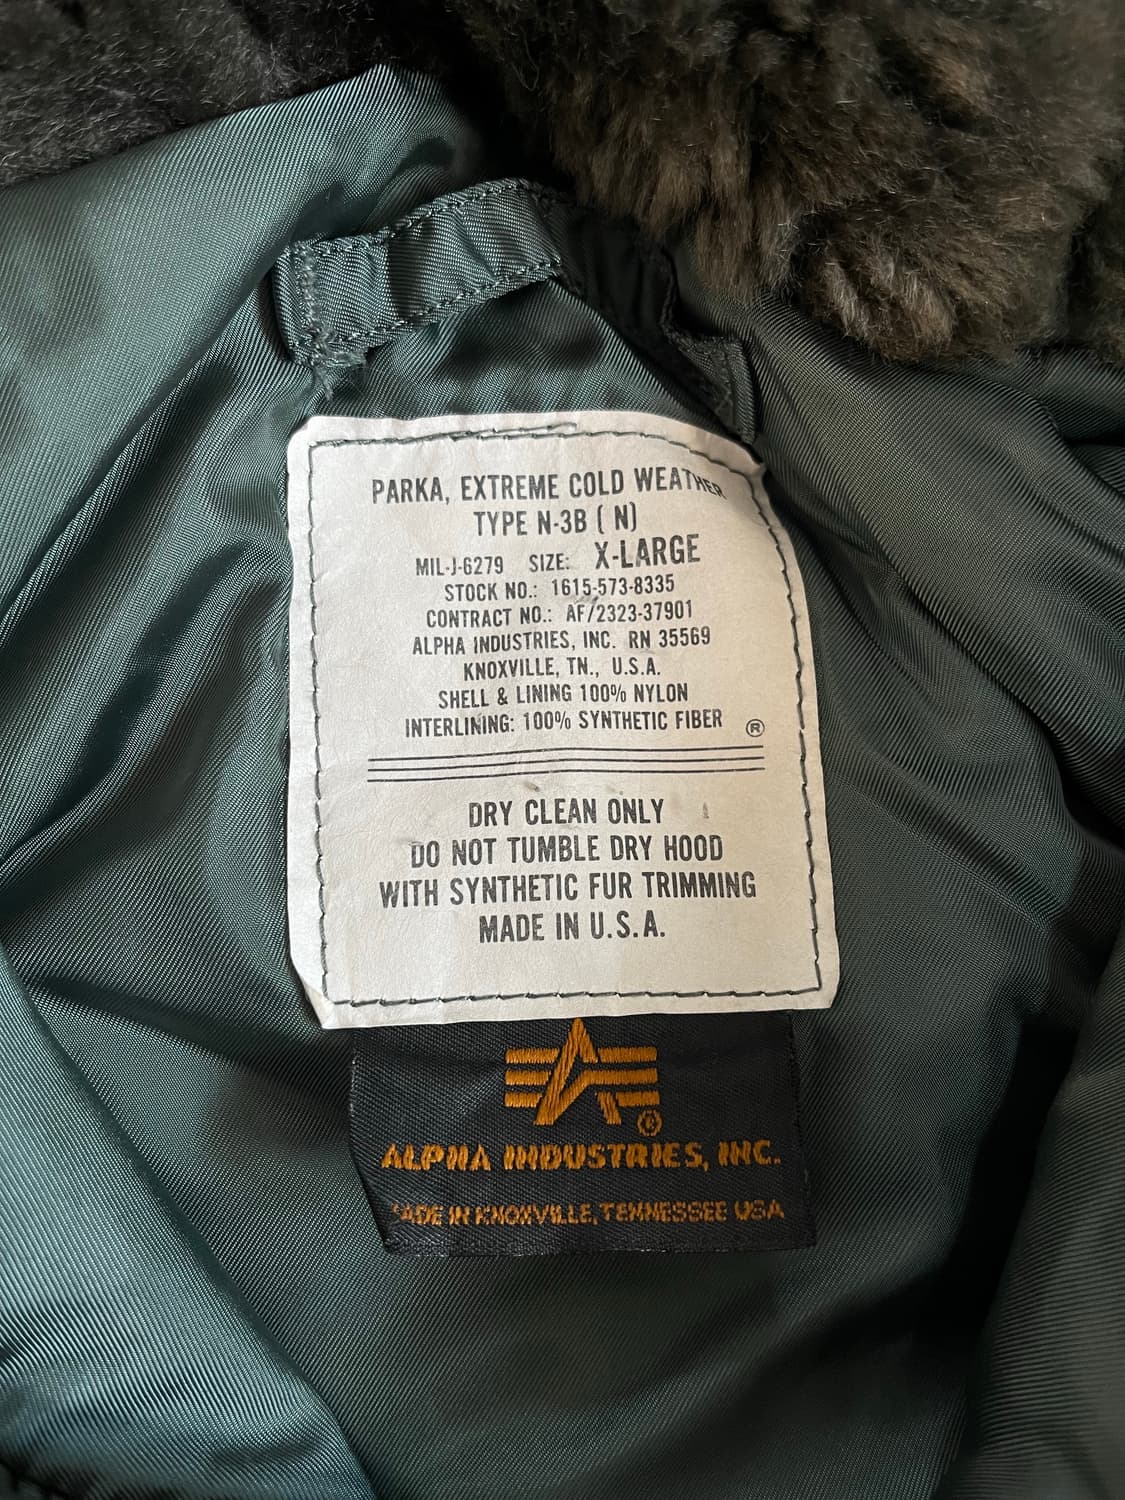 PARKA, EXTREME COLD WEATHER
TYPE N-3B ( N)
MIL-J-6279 SIZE: X-LARGE
STOCK NO.: 1615-573-8335
CONTRACT NO.: AF/2323-37901
ALPHA INDUSTRIES, INC. RN 35569
KNOXVILLE, TN., U.S.A.
SHELL & LINING 100% NYLON
INTERLINING: 100% SYNTHETIC FIBER ®
DRY CLEAN ONLY
DO NOT TUMBLE DRY HOOD
WITH SYNTHETIC FUR TRIMMING
MADE IN U.S.A.
®
ALPHA INDUSTRIES, INC.
MADE IN KNOXVILLE, TENNESSEE USA